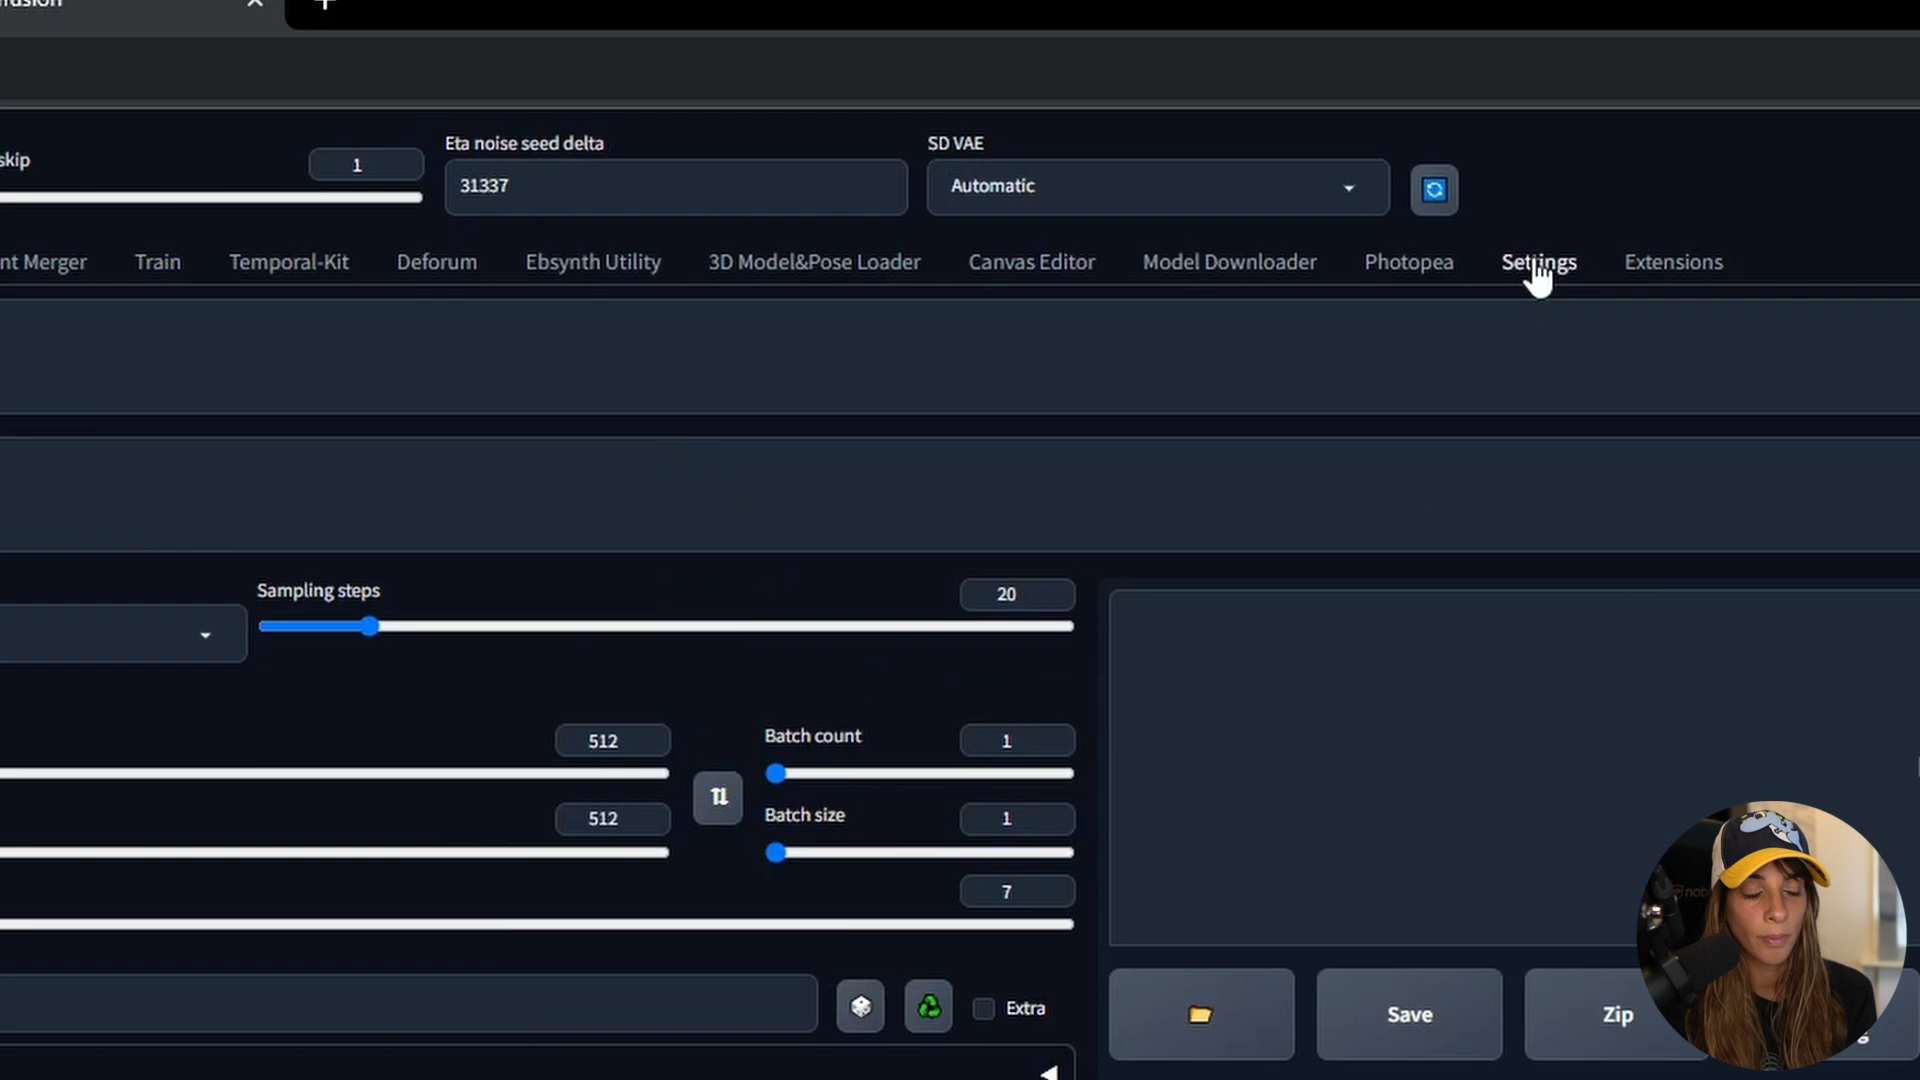 skip
1
Eta noise seed delta
31337
SD VAE
Automatic
nt Merger Train Temporal-Kit Deforum Ebsynth Utility 3D Model&Pose Loader Canvas Editor Model Downloader Photopea Settings Extensions
Sampling steps
20
512
Batch count
1
512
Batch size
1
7
Extra
Save
Zip